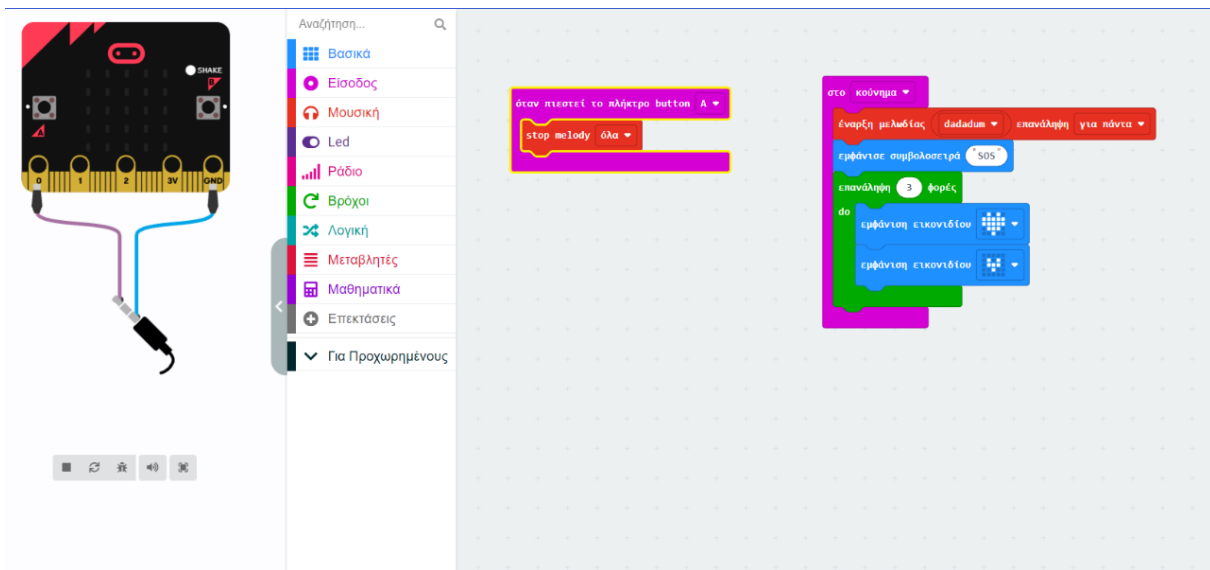 SHAKE
B
A
0 1 2 3V GND
Αναζήτηση...
Βασικά
Είσοδος
Μουσική
Led
Ράδιο
Βρόχοι
Λογική
Μεταβλητές
Μαθηματικά
Επεκτάσεις
Για Προχωρημένους
όταν πιεστεί το πλήκτρο button A
stop melody όλα
στο κούνημα
έναρξη μελωδίας dadadum επανάληψη για πάντα
εμφάνισε συμβολοσειρά "SOS"
επανάληψη 3 φορές
do
εμφάνιση εικονιδίου
εμφάνιση εικονιδίου